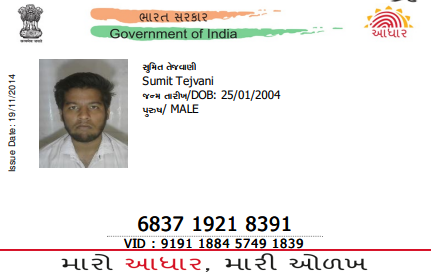 ભારત સરકાર
Government of India
આધાર
Issue Date: 19/11/2014
સુમિત તેજવાણી
Sumit Tejvani
જન્મ તારીખ/DOB: 25/01/2004
પુરુષ/ MALE
6837 1921 8391
VID : 9191 1884 5749 1839
મારો આધાર, મારી ઓળખ